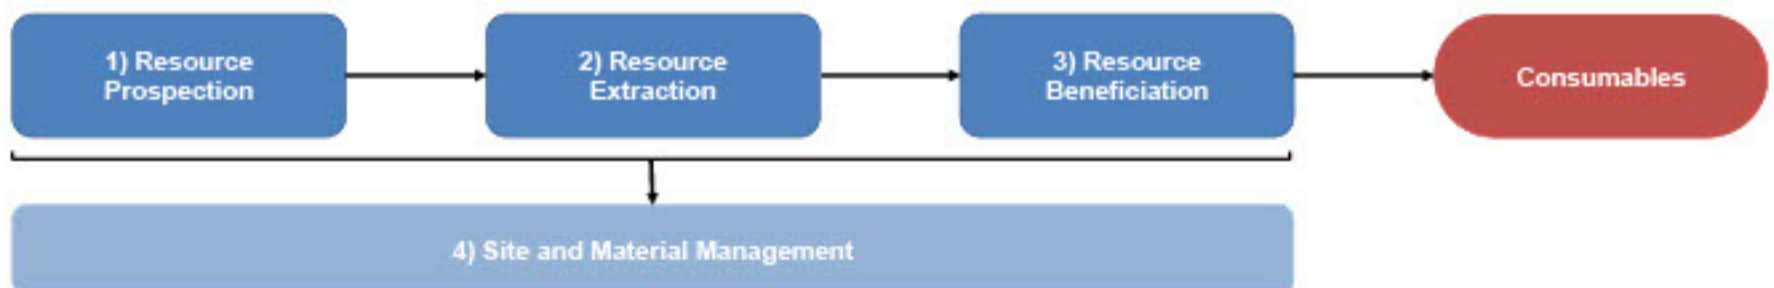 1) Resource
Prospection
2) Resource
Extraction
3) Resource
Beneficiation
Consumables
4) Site and Material Management